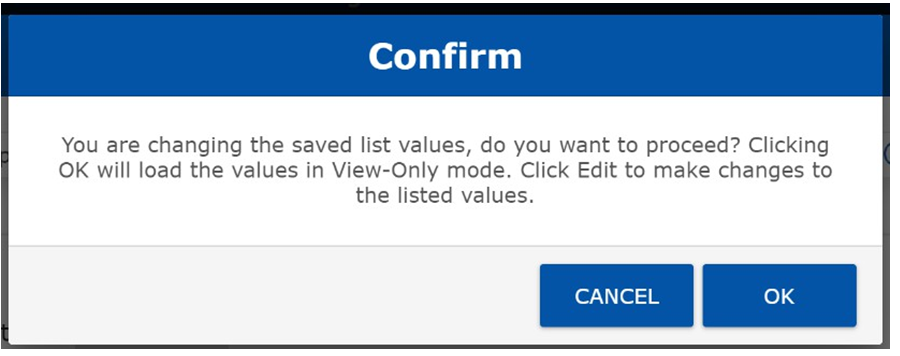 Confirm
You are changing the saved list values, do you want to proceed? Clicking
OK will load the values in View-Only mode. Click Edit to make changes to
the listed values.
CANCEL
OK